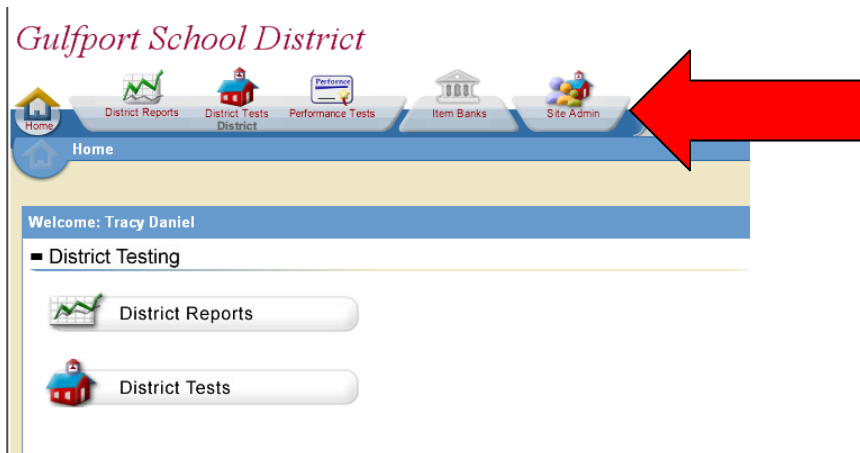 Gulfport School District
Performce
Home
District Reports
District Tests
Performance Tests
Item Banks
Site Admin
District
Home
Welcome: Tracy Daniel
District Testing
District Reports
District Tests